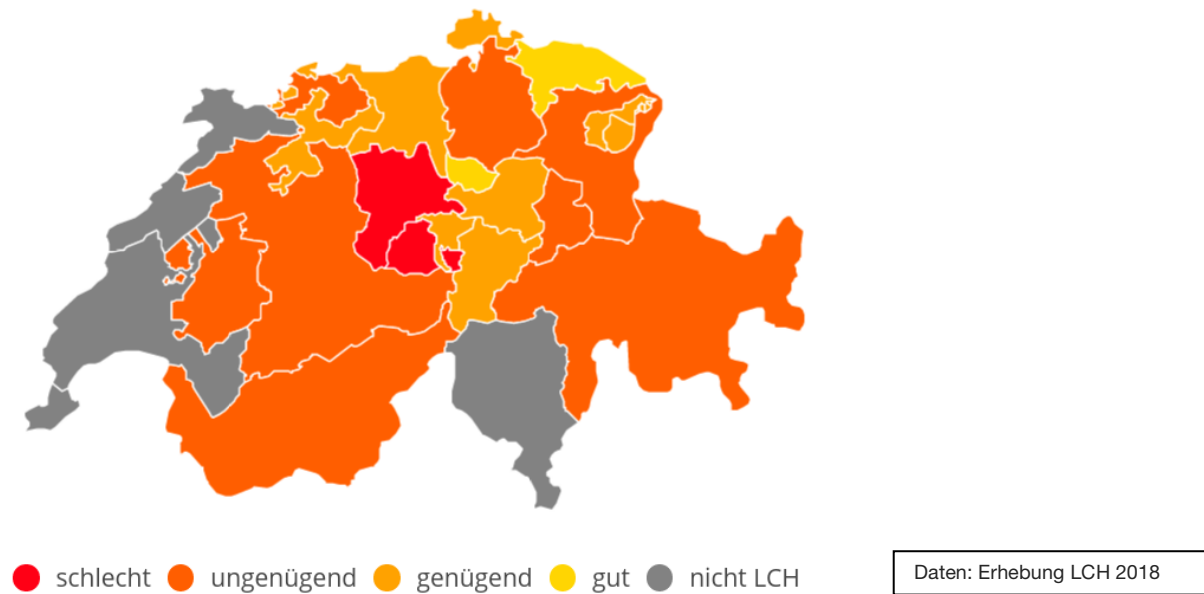 schlecht ungenügend genügend gut nicht LCH
Daten: Erhebung LCH 2018